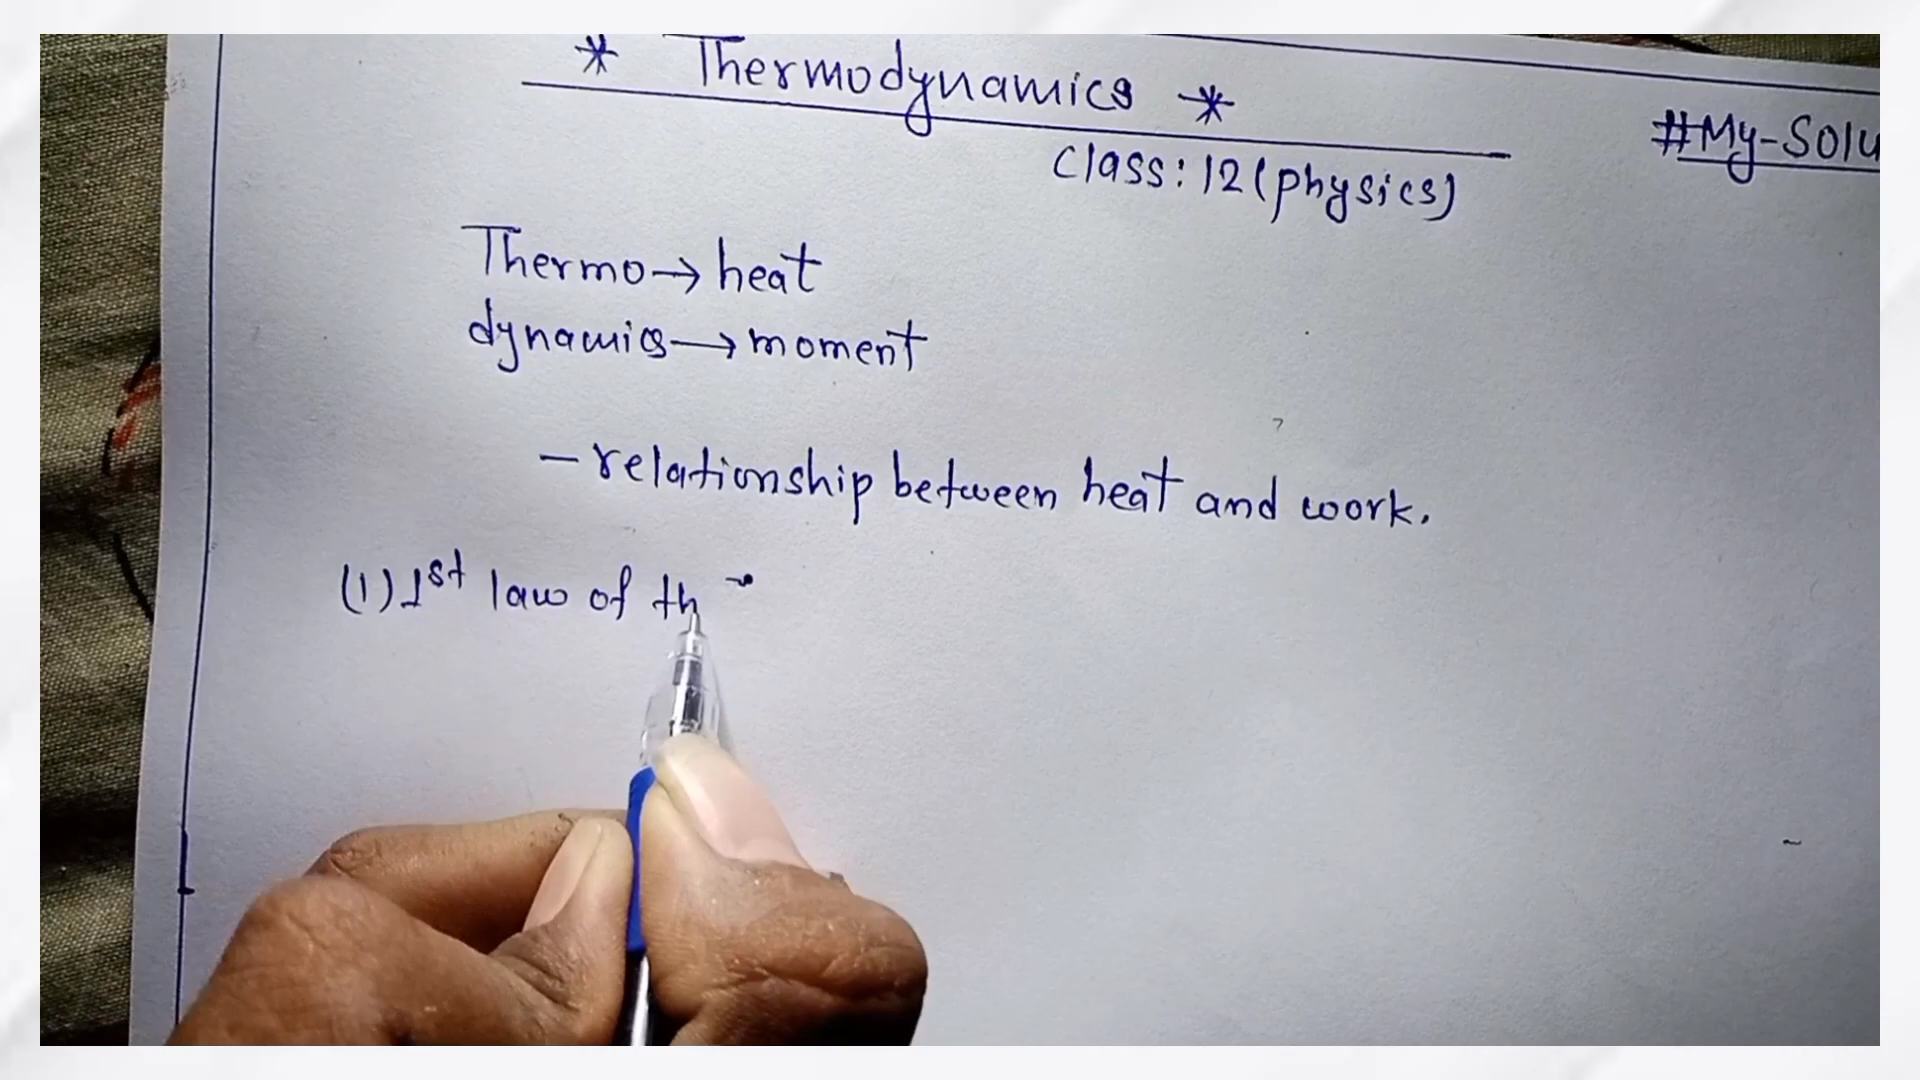 * Thermodynamics *
#My-Solu
Class: 12 (physics)
Thermo → heat
dynamics → moment
- relationship between heat and work.
(1) 1st law of th